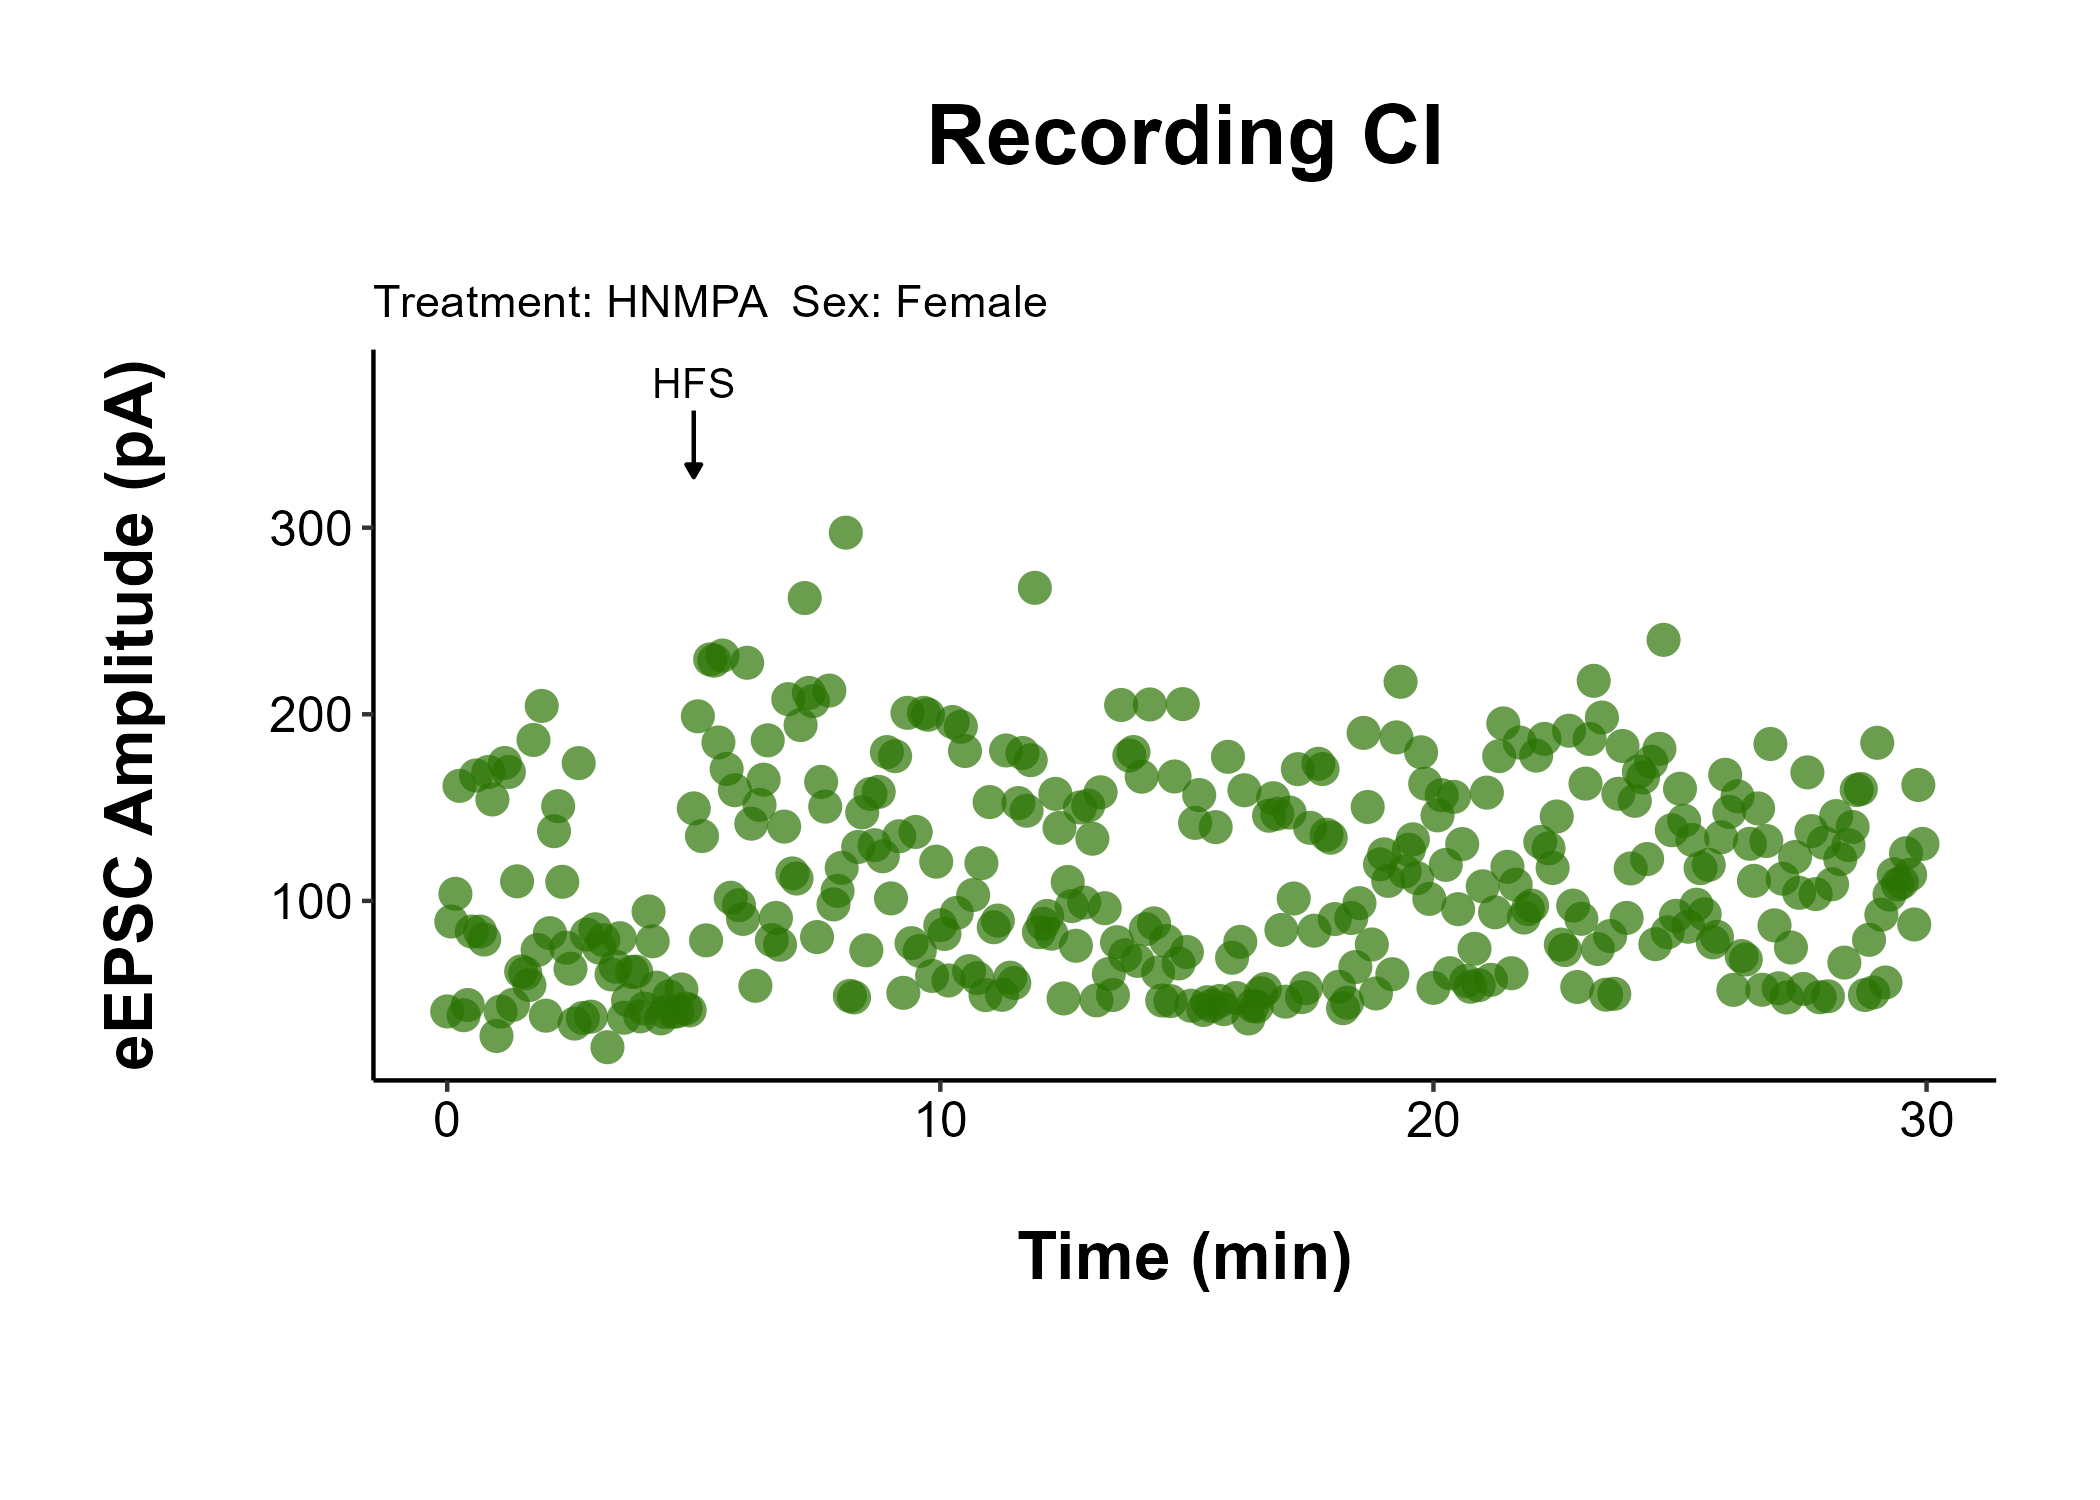 Recording CI
Treatment: HNMPA  Sex: Female
HFS
eEPSC Amplitude (pA)
300
200
100
0
10
20
30
Time (min)